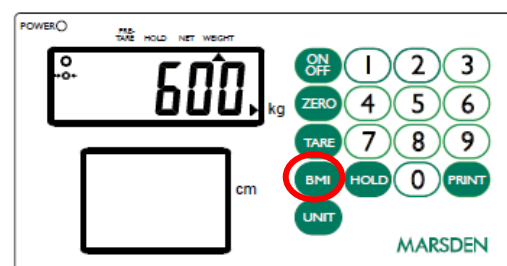 POWER
PRE-TARE HOLD NET WEIGHT
600 kg
cm
ON OFF 1 2 3
ZERO 4 5 6
TARE 7 8 9
BMI HOLD 0 PRINT
UNIT
MARSDEN